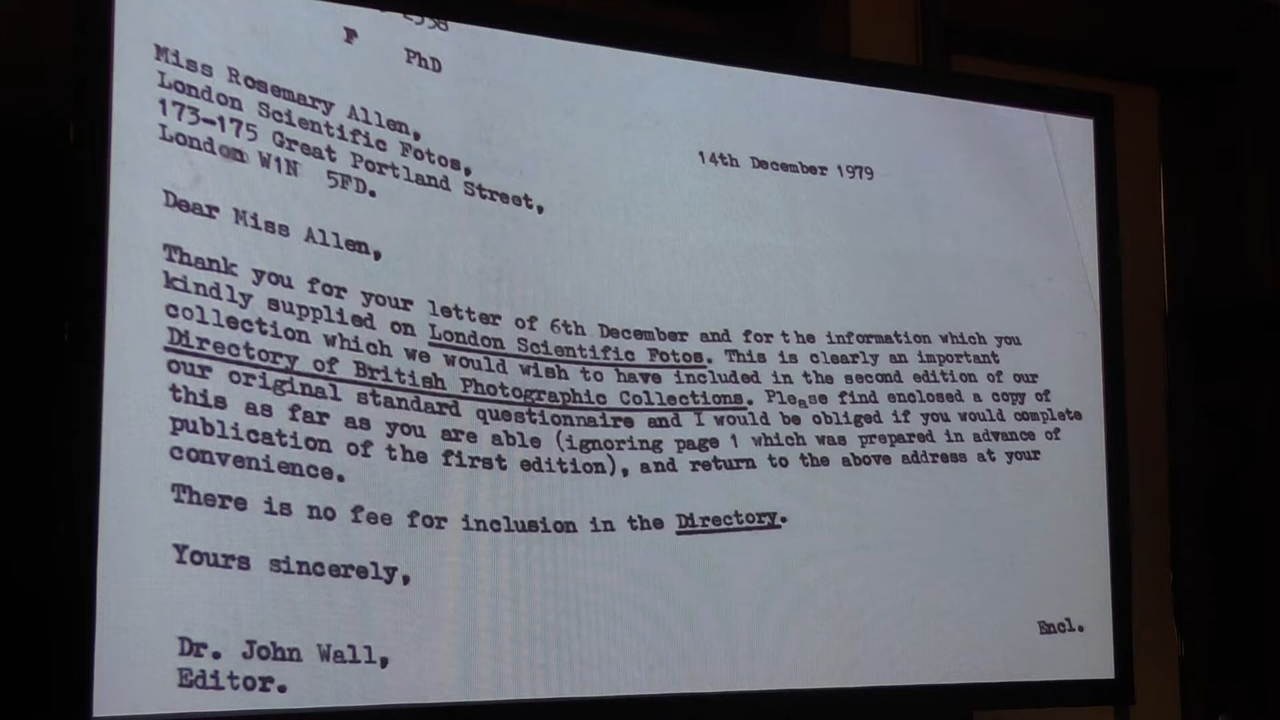 F PhD
Miss Rosemary Allen,
London Scientific Fotos,
173-175 Great Portland Street,
London W1N 5FD.
14th December 1979
Dear Miss Allen,
Thank you for your letter of 6th December and for the information which you
kindly supplied on London Scientific Fotos. This is clearly an important
collection which we would wish to have included in the second edition of our
Directory of British Photographic Collections. Please find enclosed a copy of
our original standard questionnaire and I would be obliged if you would complete
this as far as you are able (ignoring page 1 which was prepared in advance of
publication of the first edition), and return to the above address at your
convenience.
There is no fee for inclusion in the Directory.
Yours sincerely,
Encl.
Dr. John Wall,
Editor.